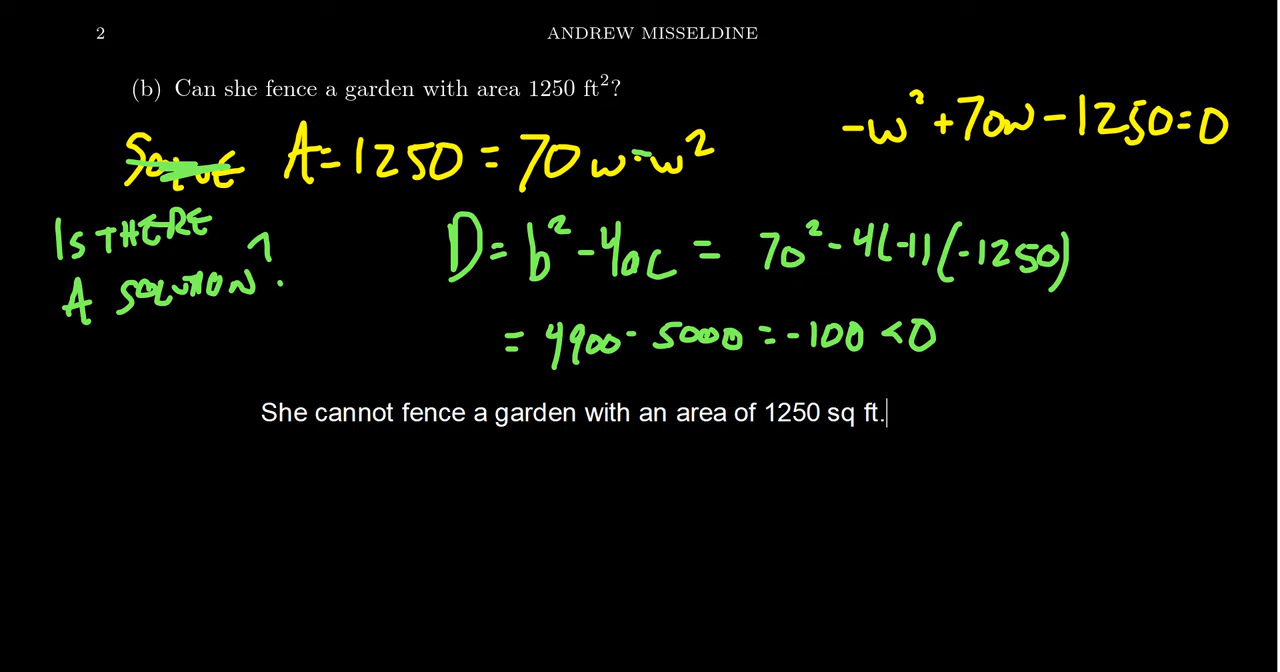 2 ANDREW MISSELDINE
(b) Can she fence a garden with area 1250 ft²?
-w² + 70w - 1250 = 0
SOLVE A = 1250 = 70w - w²
IS THERE
A SOLUTION?
D = b² - 4ac = 70² - 4(-1)(-1250)
= 4900 - 5000 = -100 < 0
She cannot fence a garden with an area of 1250 sq ft.